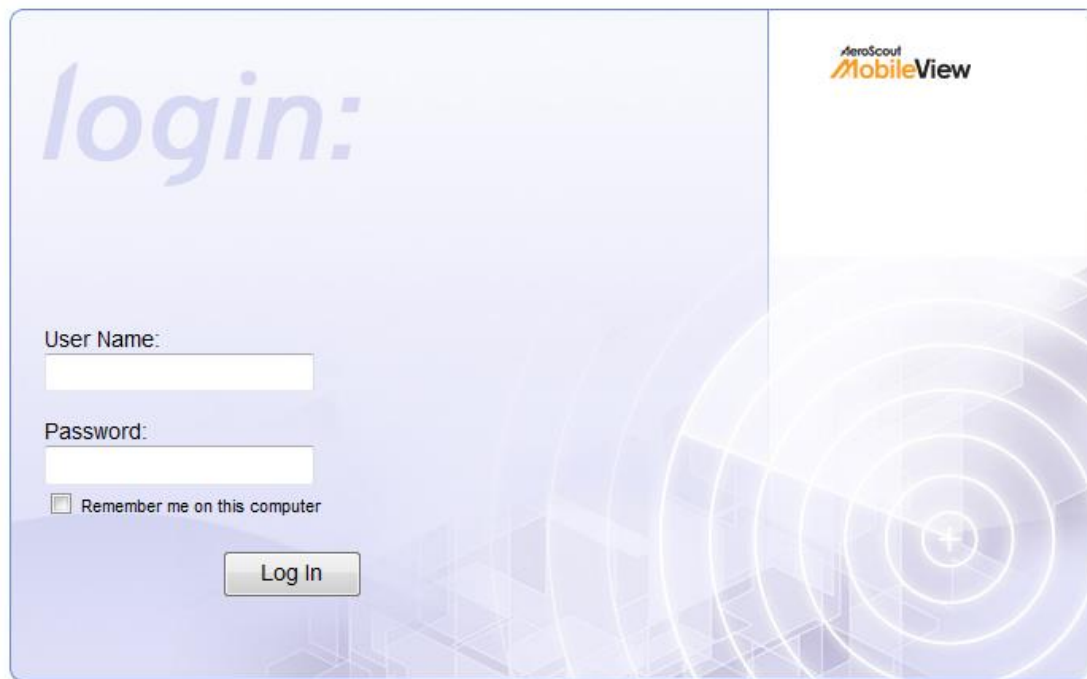 login:
AeroScout
MobileView
User Name:
Password:
Remember me on this computer
Log In